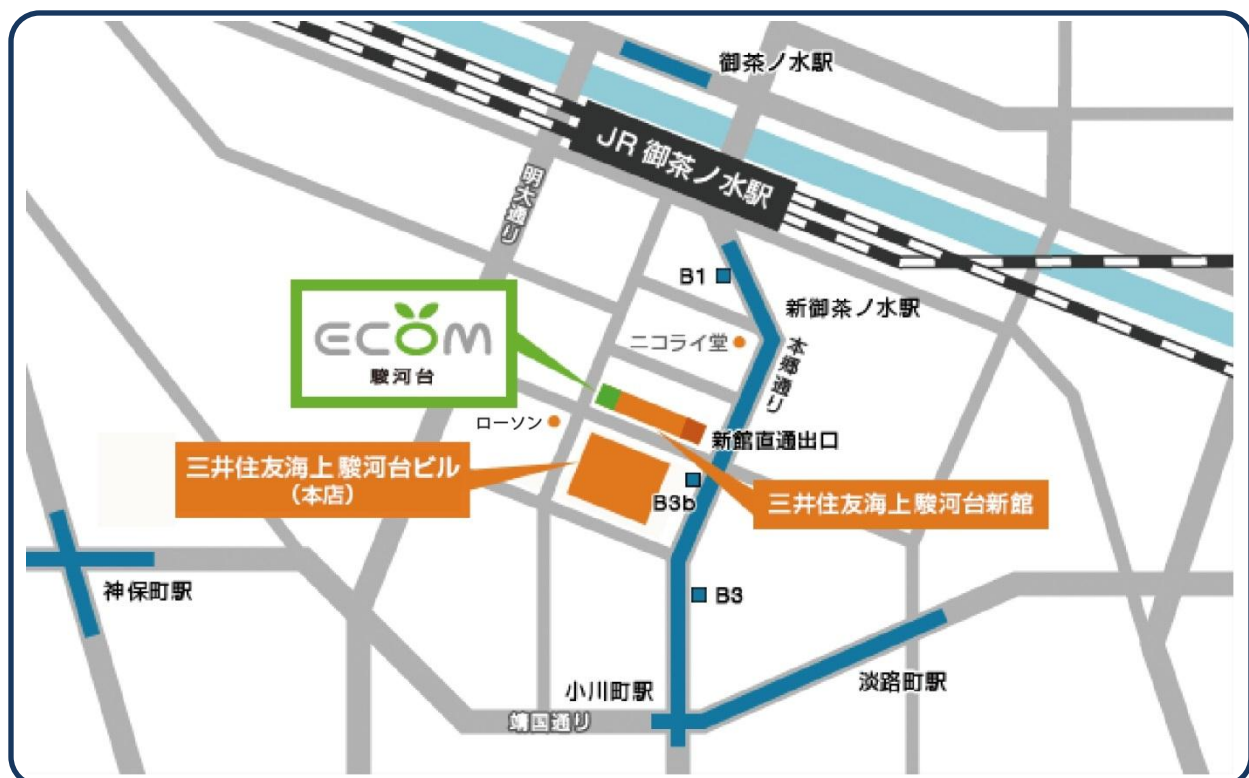 御茶ノ水駅
JR 御茶ノ水駅
明大通り
B1
新御茶ノ水駅
ECOM
駿河台
ニコライ堂
本郷通り
ローソン
新館直通出口
三井住友海上 駿河台ビル
（本店）
B3b
三井住友海上 駿河台新館
神保町駅
B3
小川町駅
淡路町駅
靖国通り